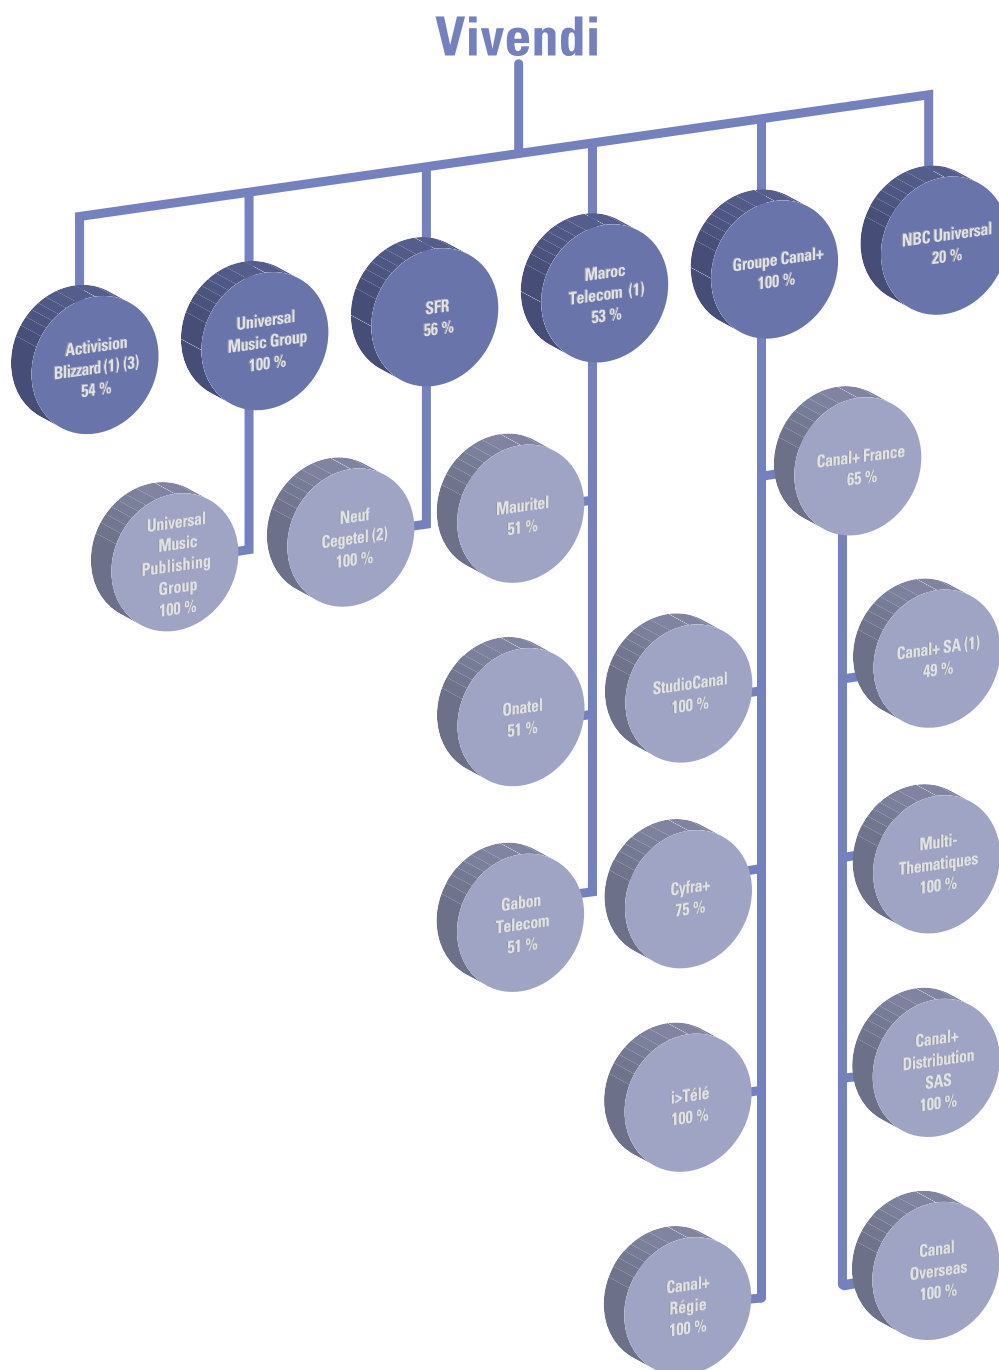 Vivendi
Activision
Blizzard (1) (3)
54 %
Universal
Music Group
100 %
SFR
56 %
Maroc
Telecom (1)
53 %
Groupe Canal+
100 %
NBC Universal
20 %
Universal
Music
Publishing
Group
100 %
Neuf
Cegetel (2)
100 %
Mauritel
51 %
Onatel
51 %
Gabon
Telecom
51 %
Canal+ France
65 %
StudioCanal
100 %
Cyfra+
75 %
i>Télé
100 %
Canal+
Régie
100 %
Canal+ SA (1)
49 %
Multi-
Thematiques
100 %
Canal+
Distribution
SAS
100 %
Canal
Overseas
100 %